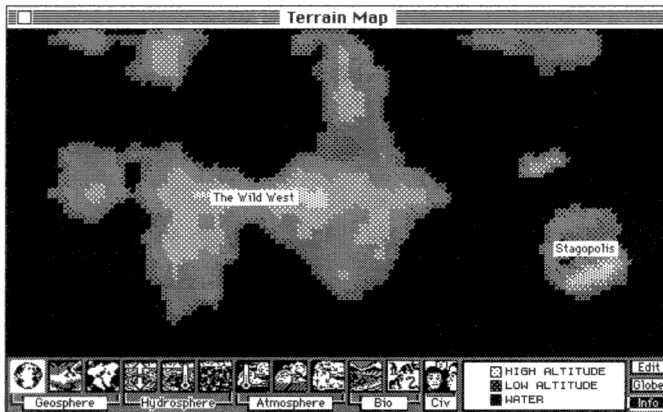 Terrain Map
The Wild West
Stagopolis
HIGH ALTITUDE
LOW ALTITUDE
WATER
Edit
Globe
Info
Geosphere
Hydrosphere
Atmosphere
Bio
Civ